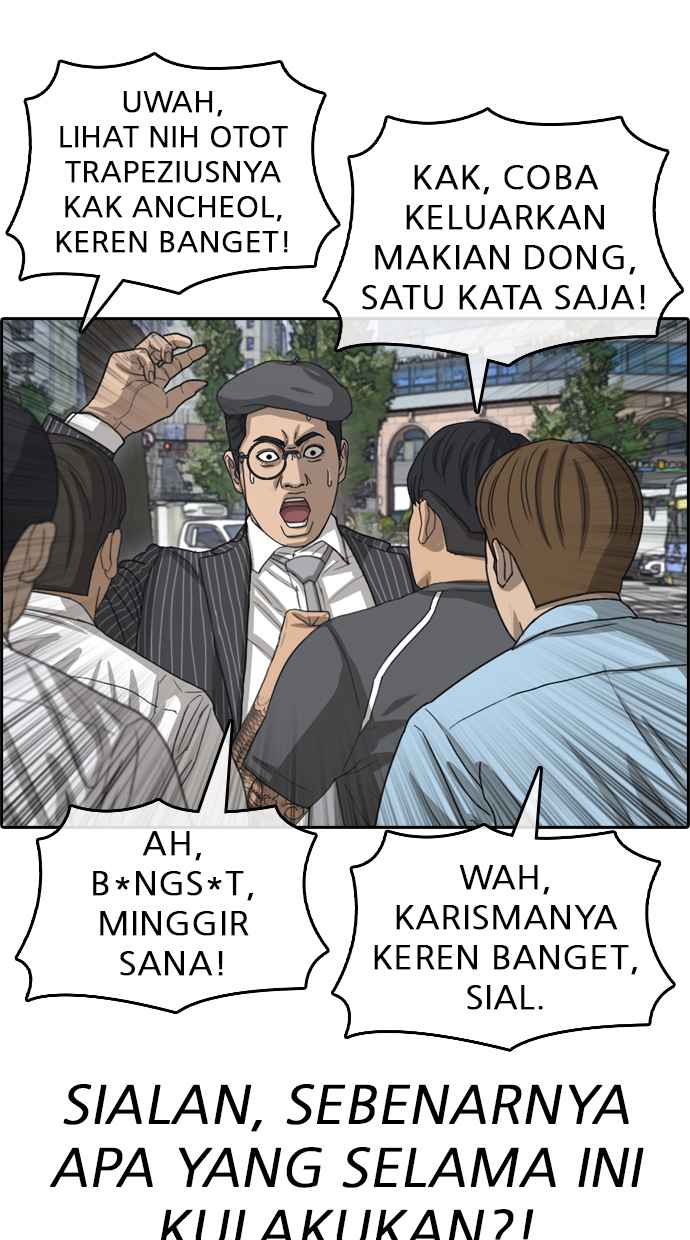 UWAH,
LIHAT NIH OTOT
TRAPEZIUSNYA
KAK ANCHEOL,
KEREN BANGET!
KAK, COBA
KELUARKAN
MAKIAN DONG,
SATU KATA SAJA!
AH,
B*NGS*T,
MINGGIR
SANA!
WAH,
KARISMANYA
KEREN BANGET,
SIAL.
SIALAN, SEBENARNYA
APA YANG SELAMA INI
KULAKUKAN?!